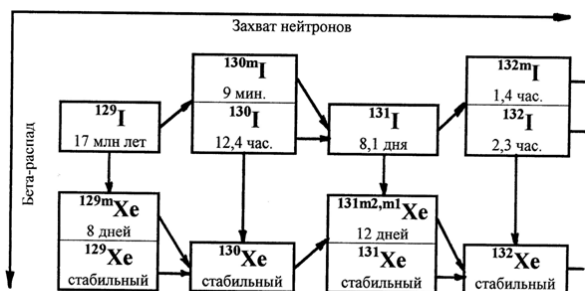 Захват нейтронов
Бета-распад
¹³⁰ᵐI
9 мин.
¹³⁰I
12,4 час.
¹³²ᵐI
1,4 час.
¹³²I
2,3 час.
¹²⁹I
17 млн лет
¹³¹I
8,1 дня
¹²⁹ᵐXe
8 дней
¹²⁹Xe
стабильный
¹³⁰Xe
стабильный
¹³¹ᵐ²,ᵐ¹Xe
12 дней
¹³¹Xe
стабильный
¹³²Xe
стабильный